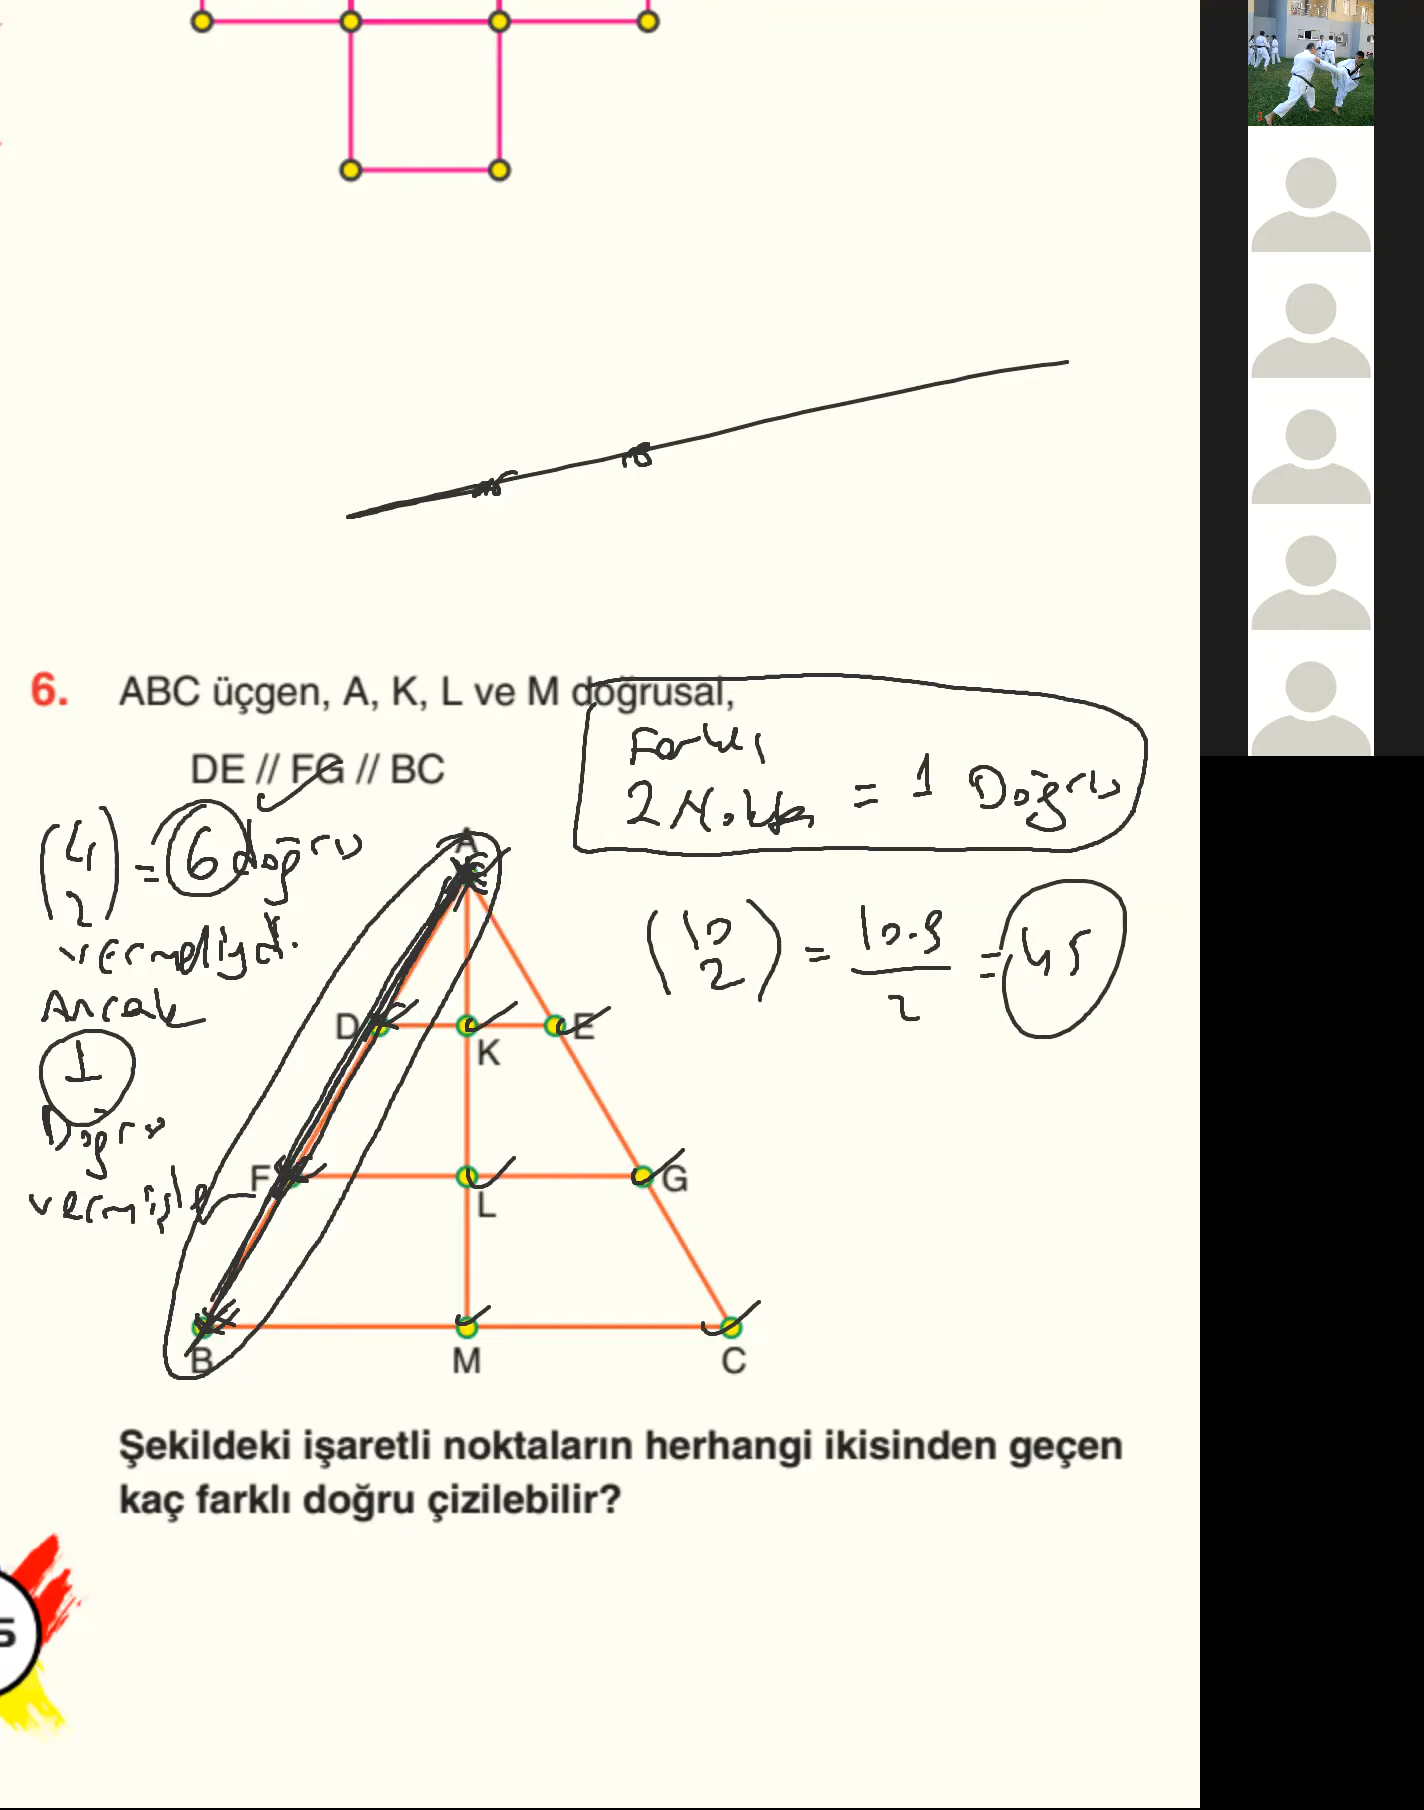 6. ABC üçgen, A, K, L ve M doğrusal,
DE // FG // BC
Farklı
2 Nokta = 1 Doğru
(4 2) = 6 doğru
vermeliydi.
Ancak
1
Doğru
vermişler
(10 2) = 10.9 / 2 = 45
A
D
K
E
F
L
G
B
M
C
Şekildeki işaretli noktaların herhangi ikisinden geçen
kaç farklı doğru çizilebilir?
5